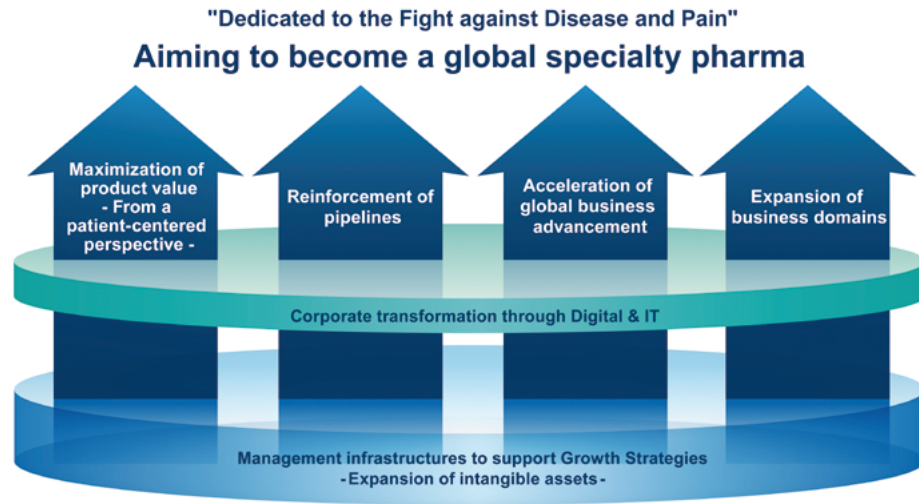 "Dedicated to the Fight against Disease and Pain"
Aiming to become a global specialty pharma
Maximization of
product value
- From a
patient-centered
perspective -
Reinforcement of
pipelines
Acceleration of
global business
advancement
Expansion of
business domains
Corporate transformation through Digital & IT
Management infrastructures to support Growth Strategies
- Expansion of intangible assets -